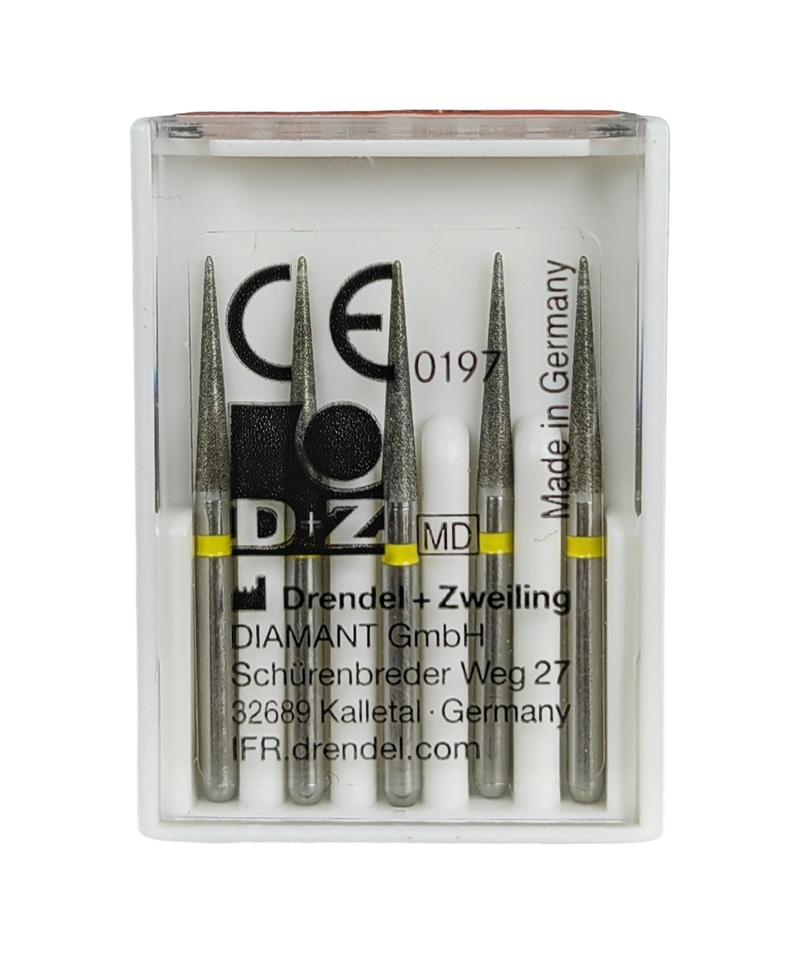 CE 0197
Made in Germany
D+Z
MD
Drendel + Zweiling
DIAMANT GmbH
Schürenbreder Weg 27
32689 Kalletal · Germany
IFR.drendel.com